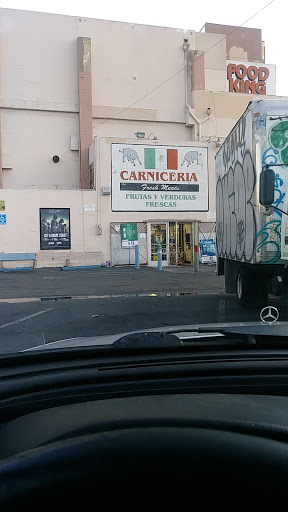 FOOD
KING
CARNICERIA
Fresh Meats
FRUTAS Y VERDURAS
FRESCAS